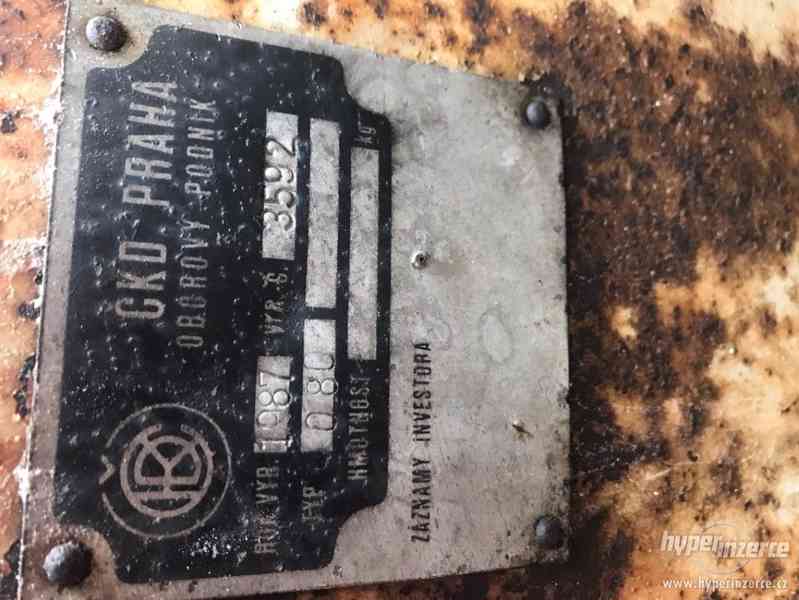 ČKD PRAHA
OBOROVÝ PODNIK
ČKD
ROK VÝR. 1987 VÝR. Č. 3592
TYP 0 80
HMOTNOST kg
ZÁZNAMY INVESTORA
hyperinzerce
www.hyperinzerce.cz